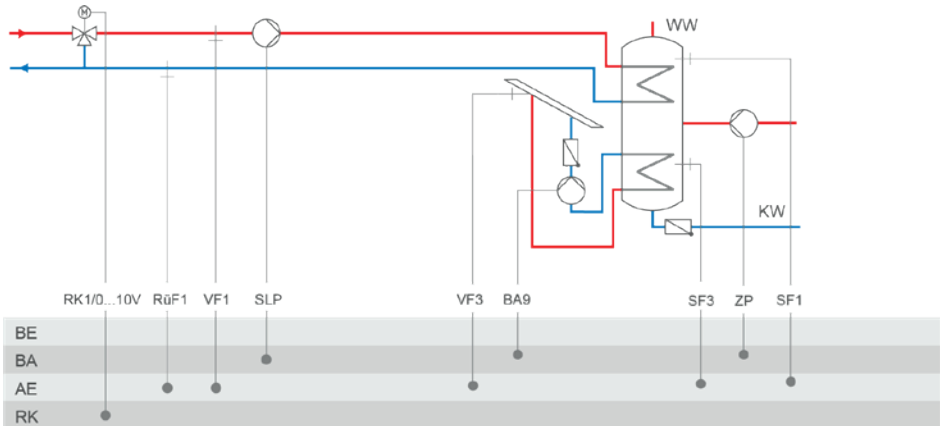 M
WW
KW
RK1/0...10V RüF1 VF1 SLP VF3 BA9 SF3 ZP SF1
BE
BA
AE
RK